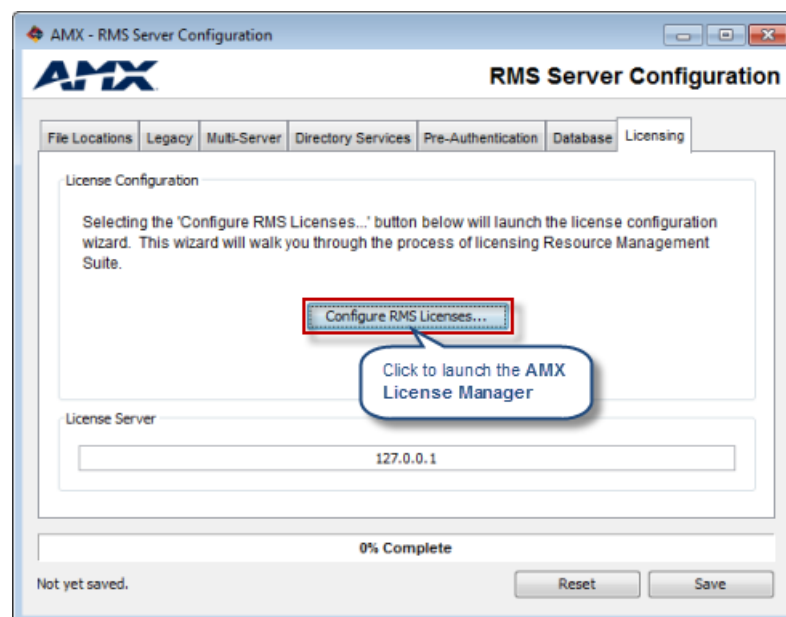 AMX - RMS Server Configuration
AMX
RMS Server Configuration
File Locations
Legacy
Multi-Server
Directory Services
Pre-Authentication
Database
Licensing
License Configuration
Selecting the 'Configure RMS Licenses...' button below will launch the license configuration
wizard. This wizard will walk you through the process of licensing Resource Management
Suite.
Configure RMS Licenses...
Click to launch the AMX
License Manager
License Server
127.0.0.1
0% Complete
Not yet saved.
Reset
Save